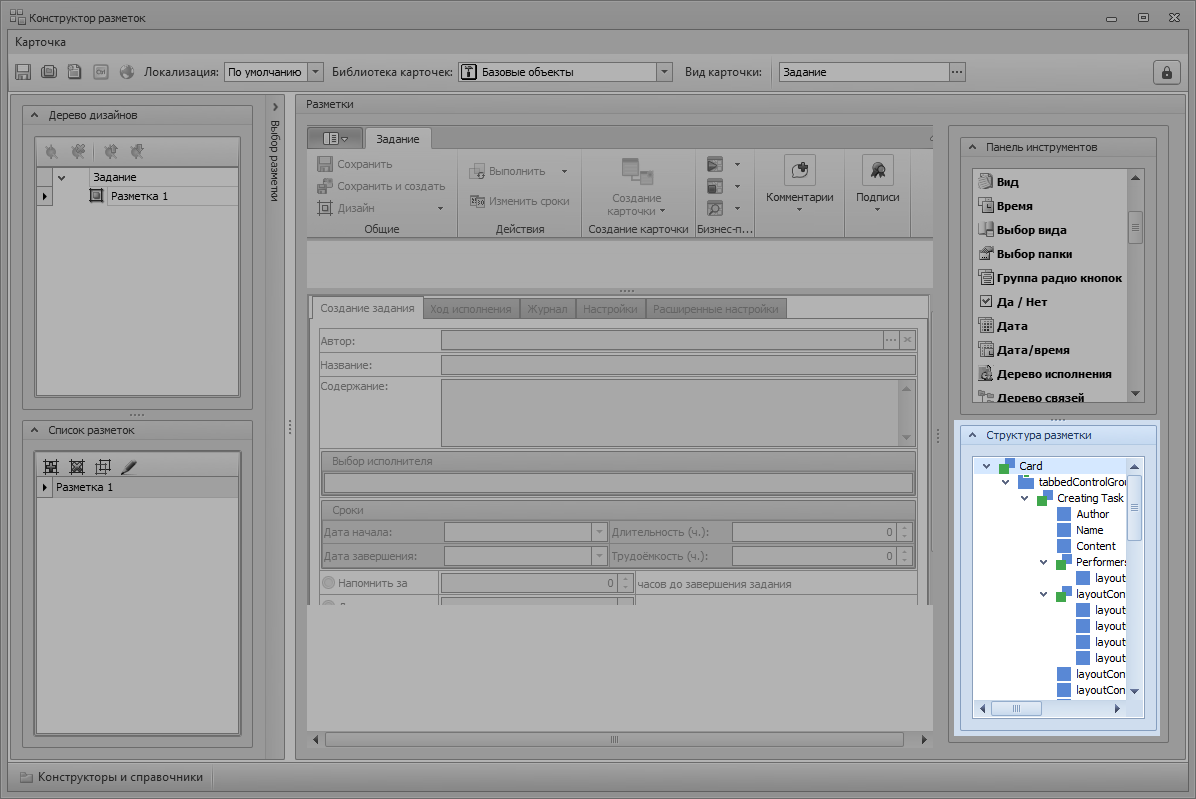 Конструктор разметок
Карточка
Локализация: По умолчанию Библиотека карточек: Базовые объекты Вид карточки: Задание
Дерево дизайнов
Задание
Разметка 1
Список разметок
Разметка 1
Выбор разметки
Разметки
Задание
Сохранить
Сохранить и создать
Дизайн
Общие
Выполнить
Изменить сроки
Действия
Создание
карточки
Создание карточки
Бизнес-п...
Комментарии
Подписи
Создание задания Ход исполнения Журнал Настройки Расширенные настройки
Автор:
Название:
Содержание:
Выбор исполнителя
Сроки
Дата начала: Длительность (ч.): 0
Дата завершения: Трудоёмкость (ч.): 0
Напомнить за 0 часов до завершения задания
Панель инструментов
Вид
Время
Выбор вида
Выбор папки
Группа радио кнопок
Да / Нет
Дата
Дата/время
Дерево исполнения
Дерево связей
Структура разметки
Card
tabbedControlGro
Creating Task
Author
Name
Content
Performers
layout
layoutCon
layout
layout
layout
layout
layoutCon
layoutCon
Конструкторы и справочники